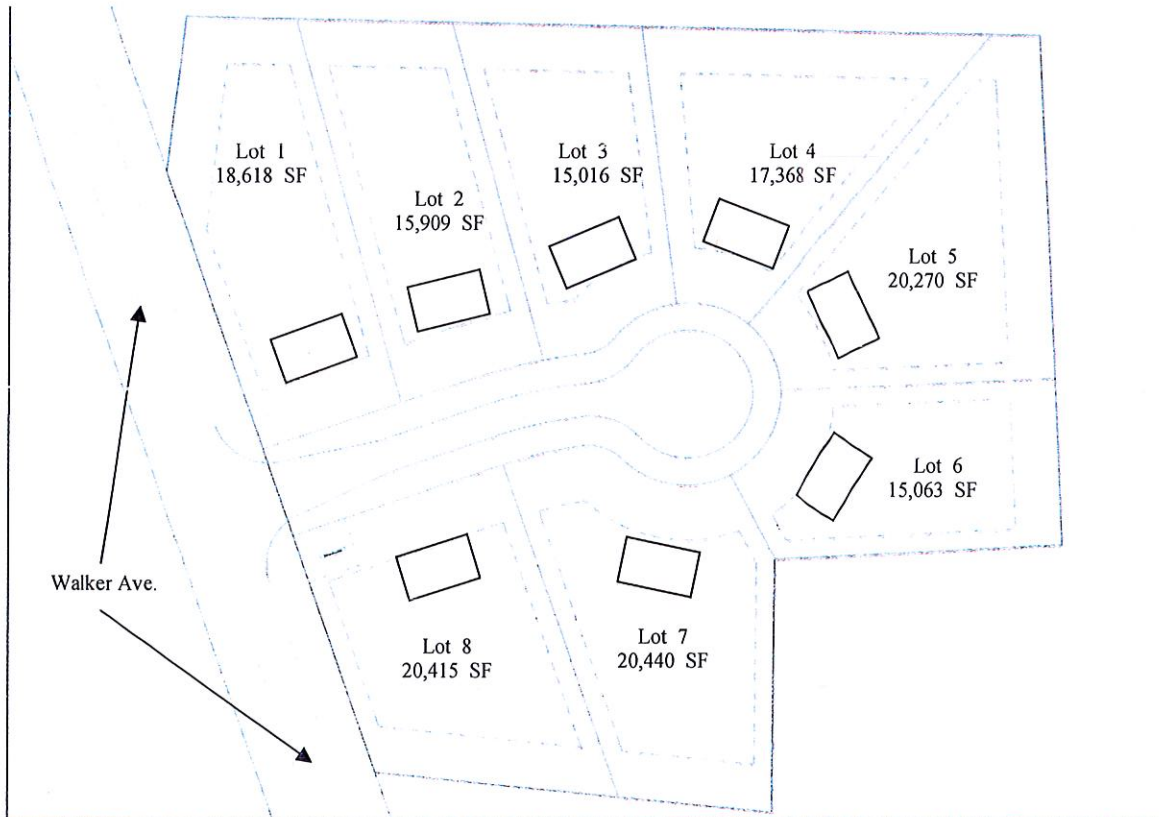 Lot 1
18,618 SF
Lot 2
15,909 SF
Lot 3
15,016 SF
Lot 4
17,368 SF
Lot 5
20,270 SF
Lot 6
15,063 SF
Lot 7
20,440 SF
Lot 8
20,415 SF
Walker Ave.